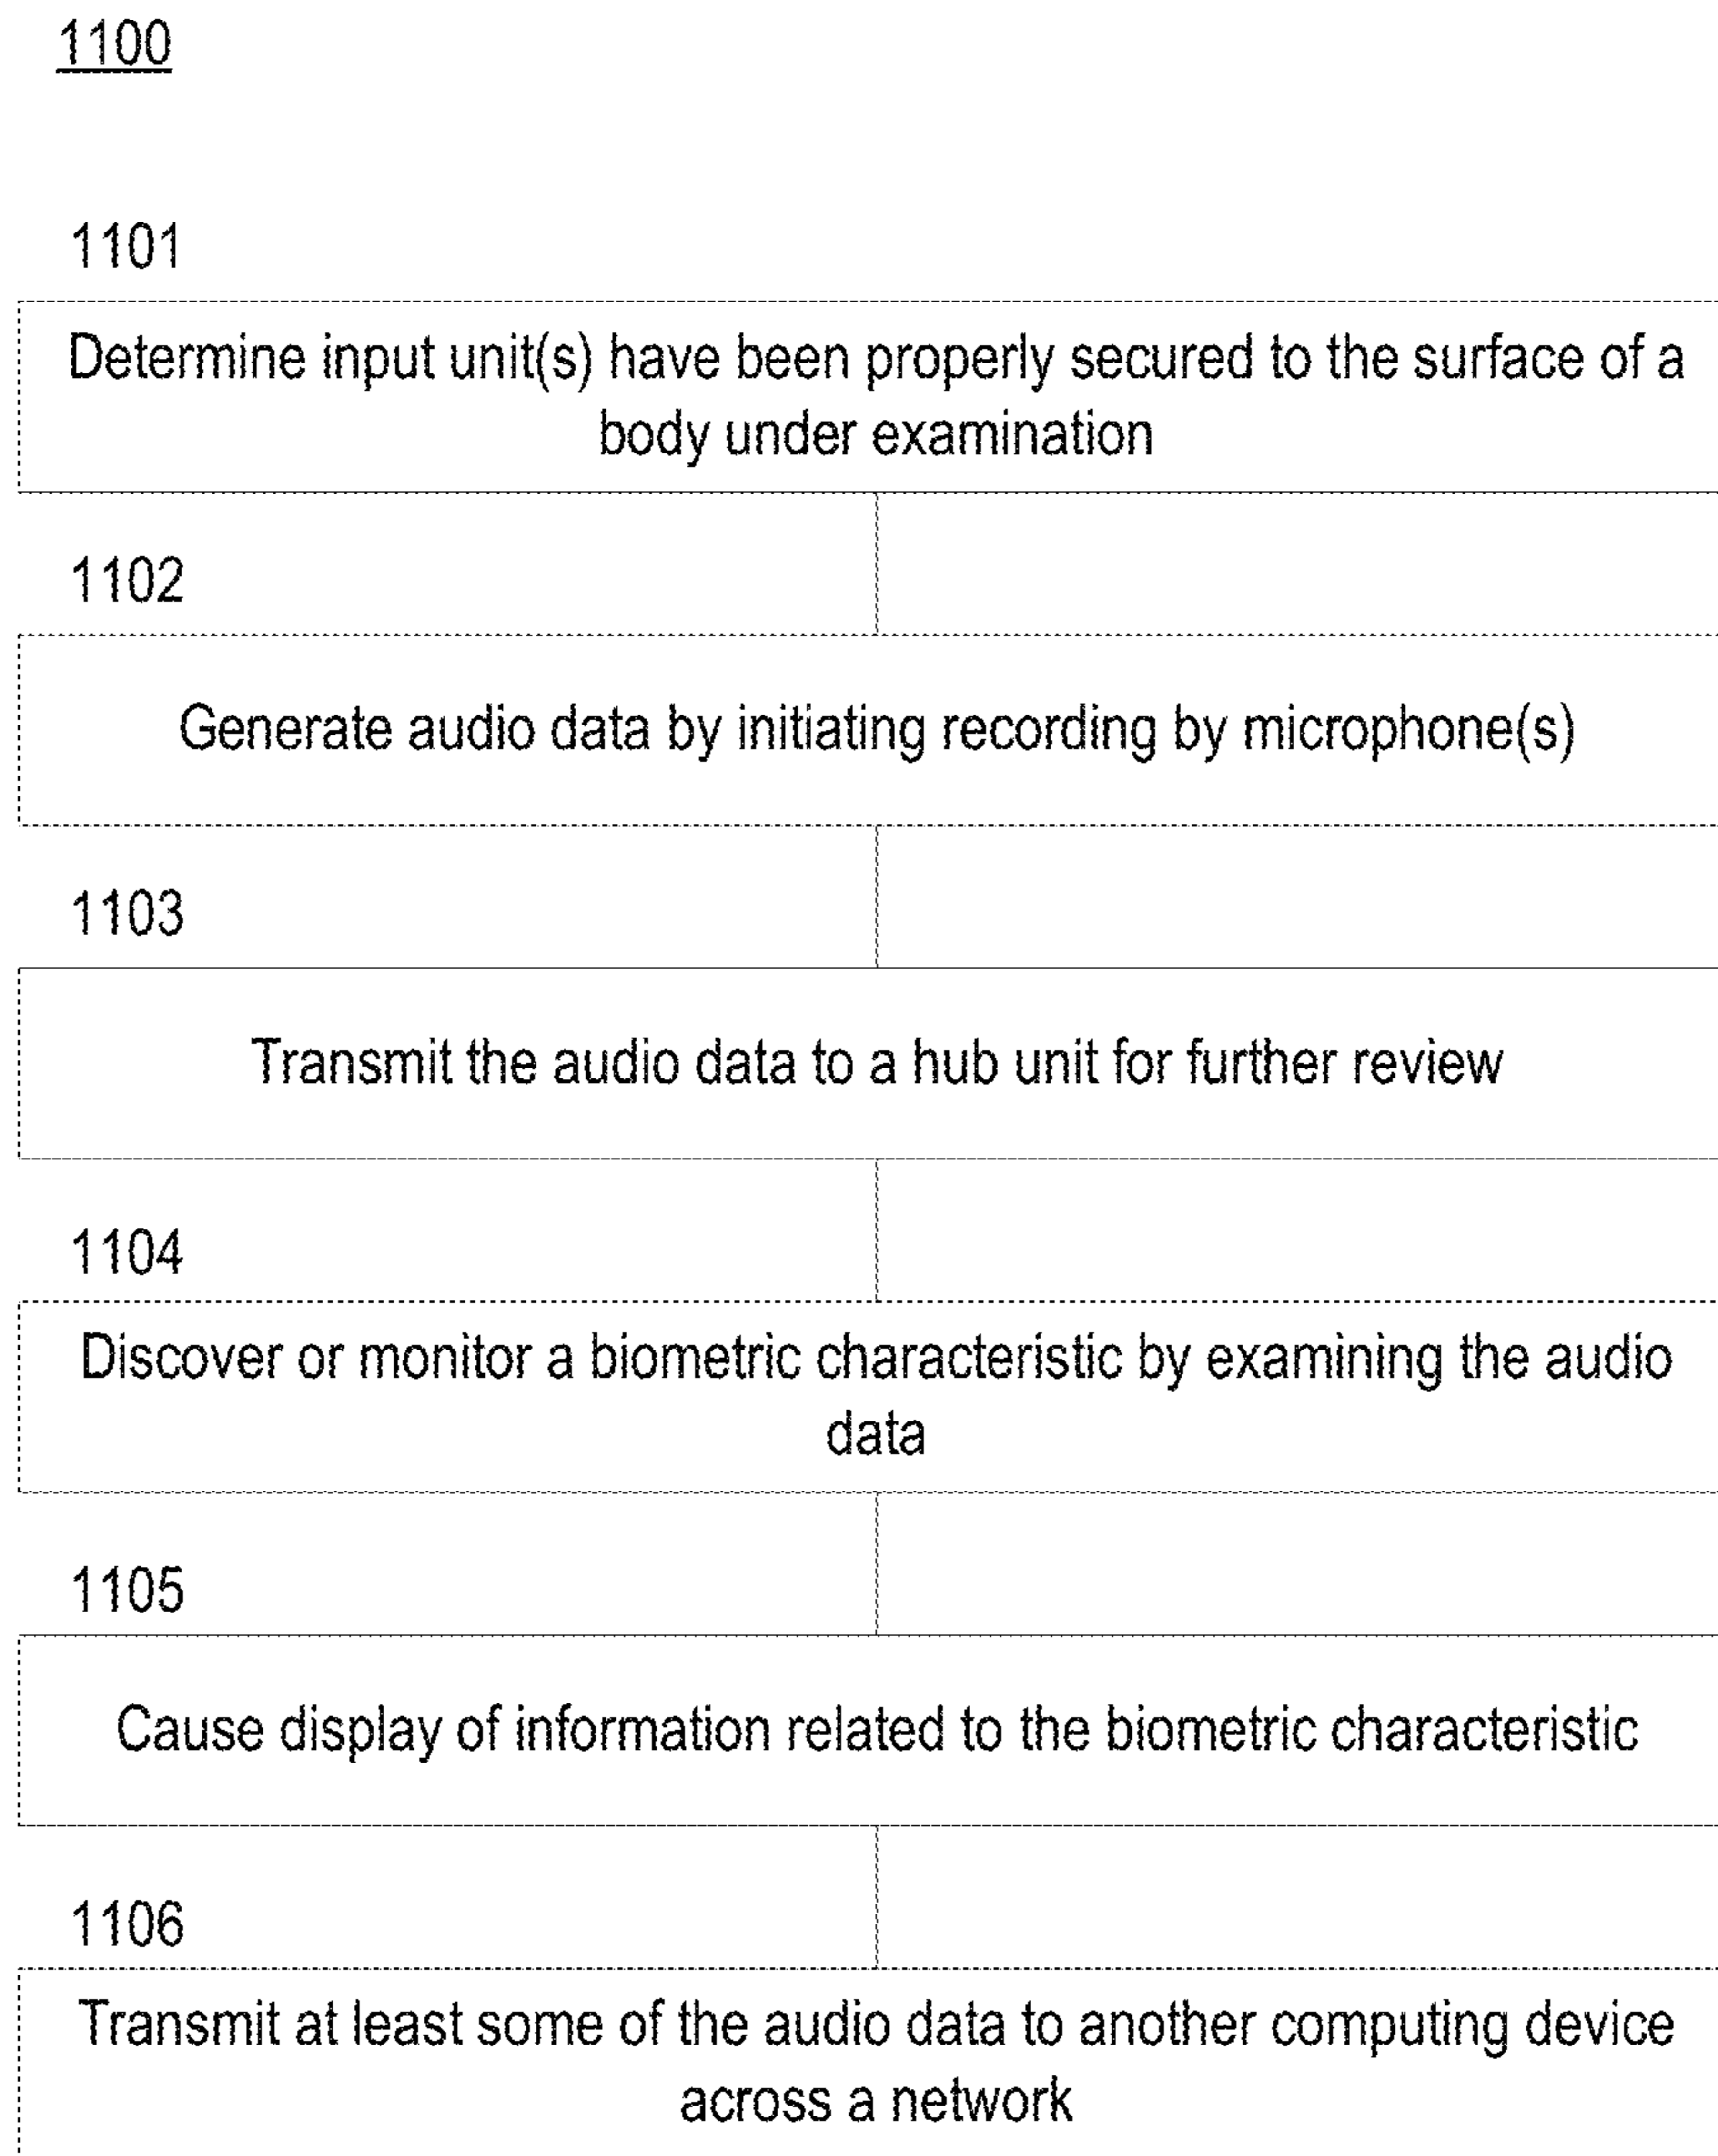 1100
1101
Determine input unit(s) have been properly secured to the surface of a
body under examination
1102
Generate audio data by initiating recording by microphone(s)
1103
Transmit the audio data to a hub unit for further review
1104
Discover or monitor a biometric characteristic by examining the audio
data
1105
Cause display of information related to the biometric characteristic
1106
Transmit at least some of the audio data to another computing device
across a network